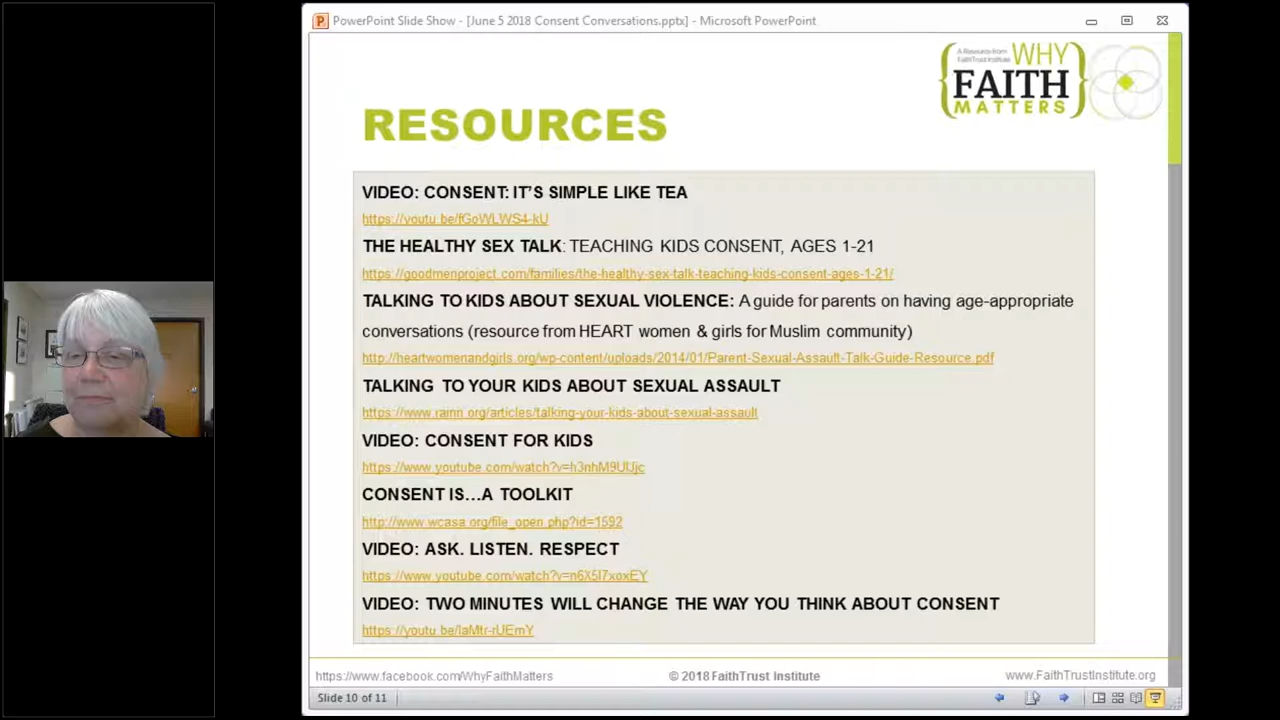 PowerPoint Slide Show - [June 5 2018 Consent Conversations.pptx] - Microsoft PowerPoint
A Resource from
FaithTrust Institute
WHY
FAITH
MATTERS
RESOURCES
VIDEO: CONSENT: IT'S SIMPLE LIKE TEA
https://youtu.be/fGoWLWS4-kU
THE HEALTHY SEX TALK: TEACHING KIDS CONSENT, AGES 1-21
https://goodmenproject.com/families/the-healthy-sex-talk-teaching-kids-consent-ages-1-21/
TALKING TO KIDS ABOUT SEXUAL VIOLENCE: A guide for parents on having age-appropriate
conversations (resource from HEART women & girls for Muslim community)
http://heartwomenandgirls.org/wp-content/uploads/2014/01/Parent-Sexual-Assault-Talk-Guide-Resource.pdf
TALKING TO YOUR KIDS ABOUT SEXUAL ASSAULT
https://www.rainn.org/articles/talking-your-kids-about-sexual-assault
VIDEO: CONSENT FOR KIDS
https://www.youtube.com/watch?v=h3nhM9UlJjc
CONSENT IS…A TOOLKIT
http://www.wcasa.org/file_open.php?id=1592
VIDEO: ASK. LISTEN. RESPECT
https://www.youtube.com/watch?v=n6X5I7xoxEY
VIDEO: TWO MINUTES WILL CHANGE THE WAY YOU THINK ABOUT CONSENT
https://youtu.be/laMtr-rUEmY
https://www.facebook.com/WhyFaithMatters
© 2018 FaithTrust Institute
www.FaithTrustInstitute.org
Slide 10 of 11